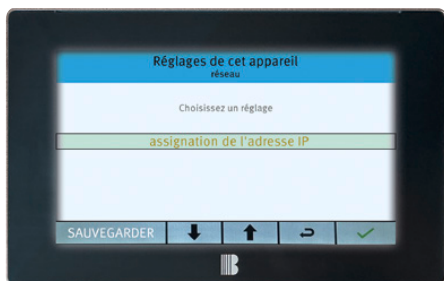 Réglages de cet appareil
réseau
Choisissez un réglage
assignation de l'adresse IP
SAUVEGARDER
B